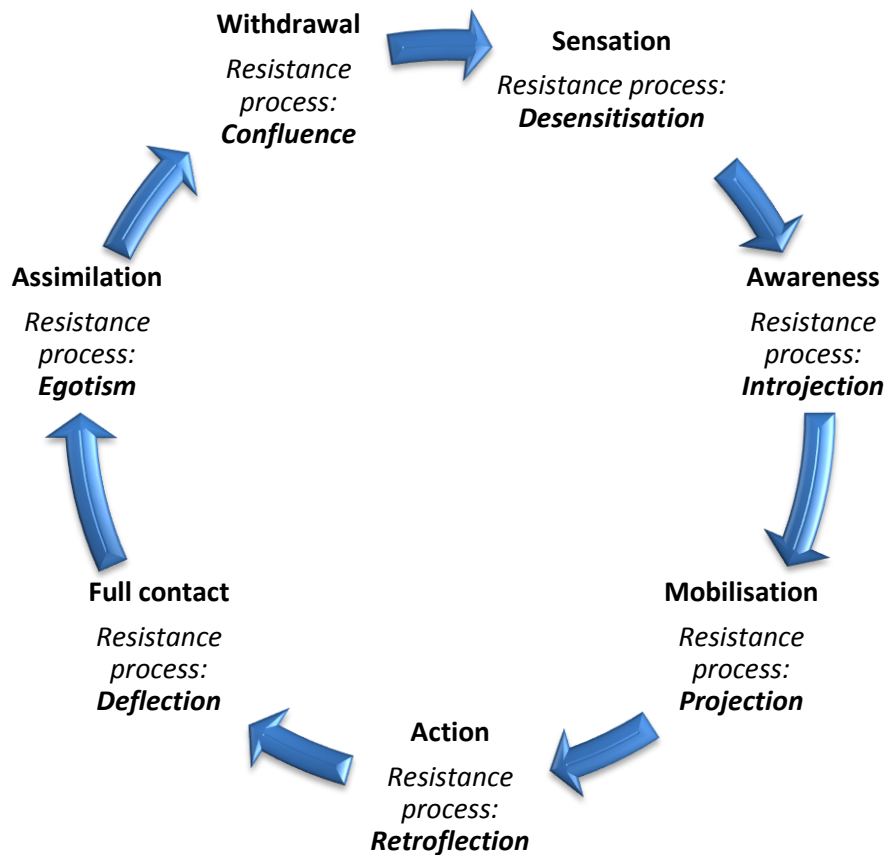 Withdrawal
Resistance
process:
Confluence
Sensation
Resistance process:
Desensitisation
Awareness
Resistance
process:
Introjection
Mobilisation
Resistance
process:
Projection
Action
Resistance
process:
Retroflection
Full contact
Resistance
process:
Deflection
Assimilation
Resistance
process:
Egotism